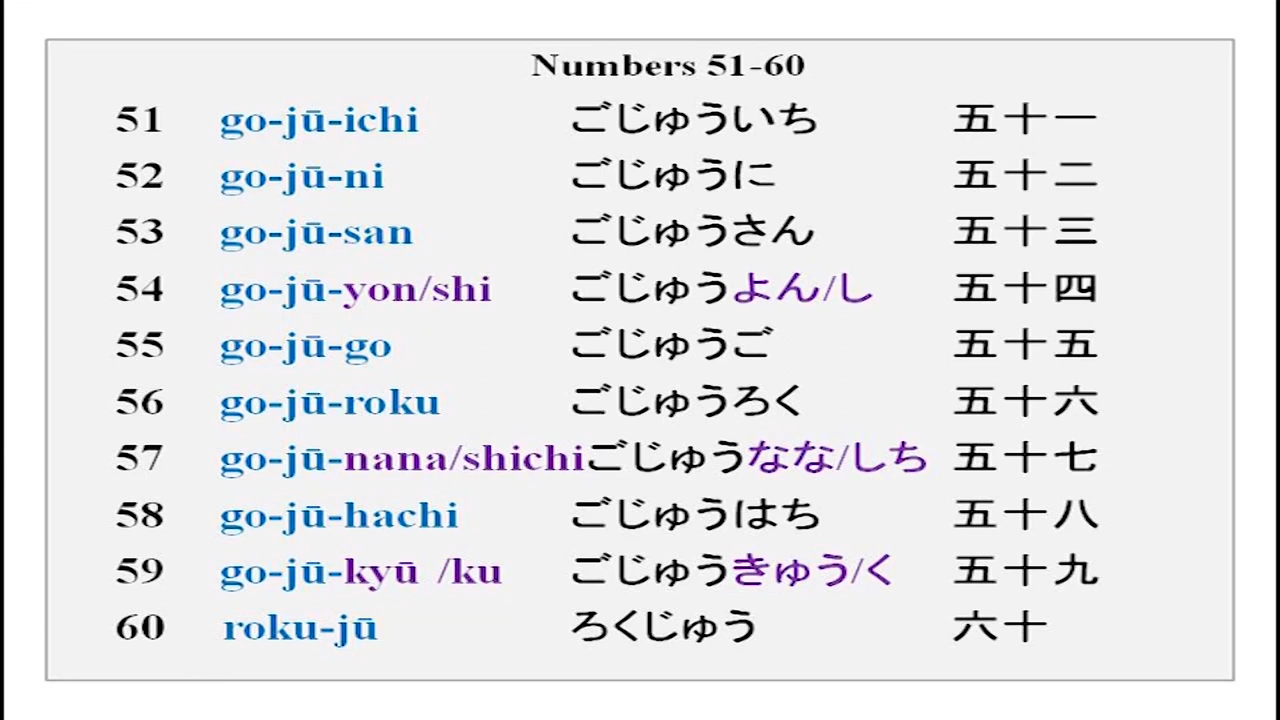 Numbers 51-60
51 go-jū-ichi ごじゅういち 五十一
52 go-jū-ni ごじゅうに 五十二
53 go-jū-san ごじゅうさん 五十三
54 go-jū-yon/shi ごじゅうよん/し 五十四
55 go-jū-go ごじゅうご 五十五
56 go-jū-roku ごじゅうろく 五十六
57 go-jū-nana/shichi ごじゅうなな/しち 五十七
58 go-jū-hachi ごじゅうはち 五十八
59 go-jū-kyū /ku ごじゅうきゅう/く 五十九
60 roku-jū ろくじゅう 六十